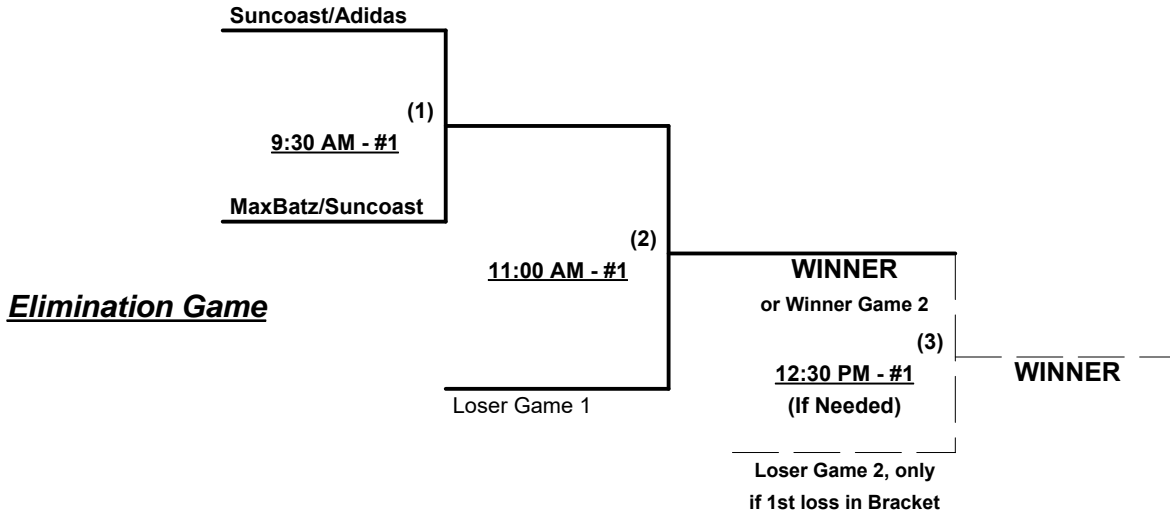 Suncoast/Adidas
(1)
9:30 AM - #1
MaxBatz/Suncoast
(2)
11:00 AM - #1
WINNER
or Winner Game 2
Elimination Game
(3)
12:30 PM - #1
WINNER
(If Needed)
Loser Game 1
Loser Game 2, only
if 1st loss in Bracket